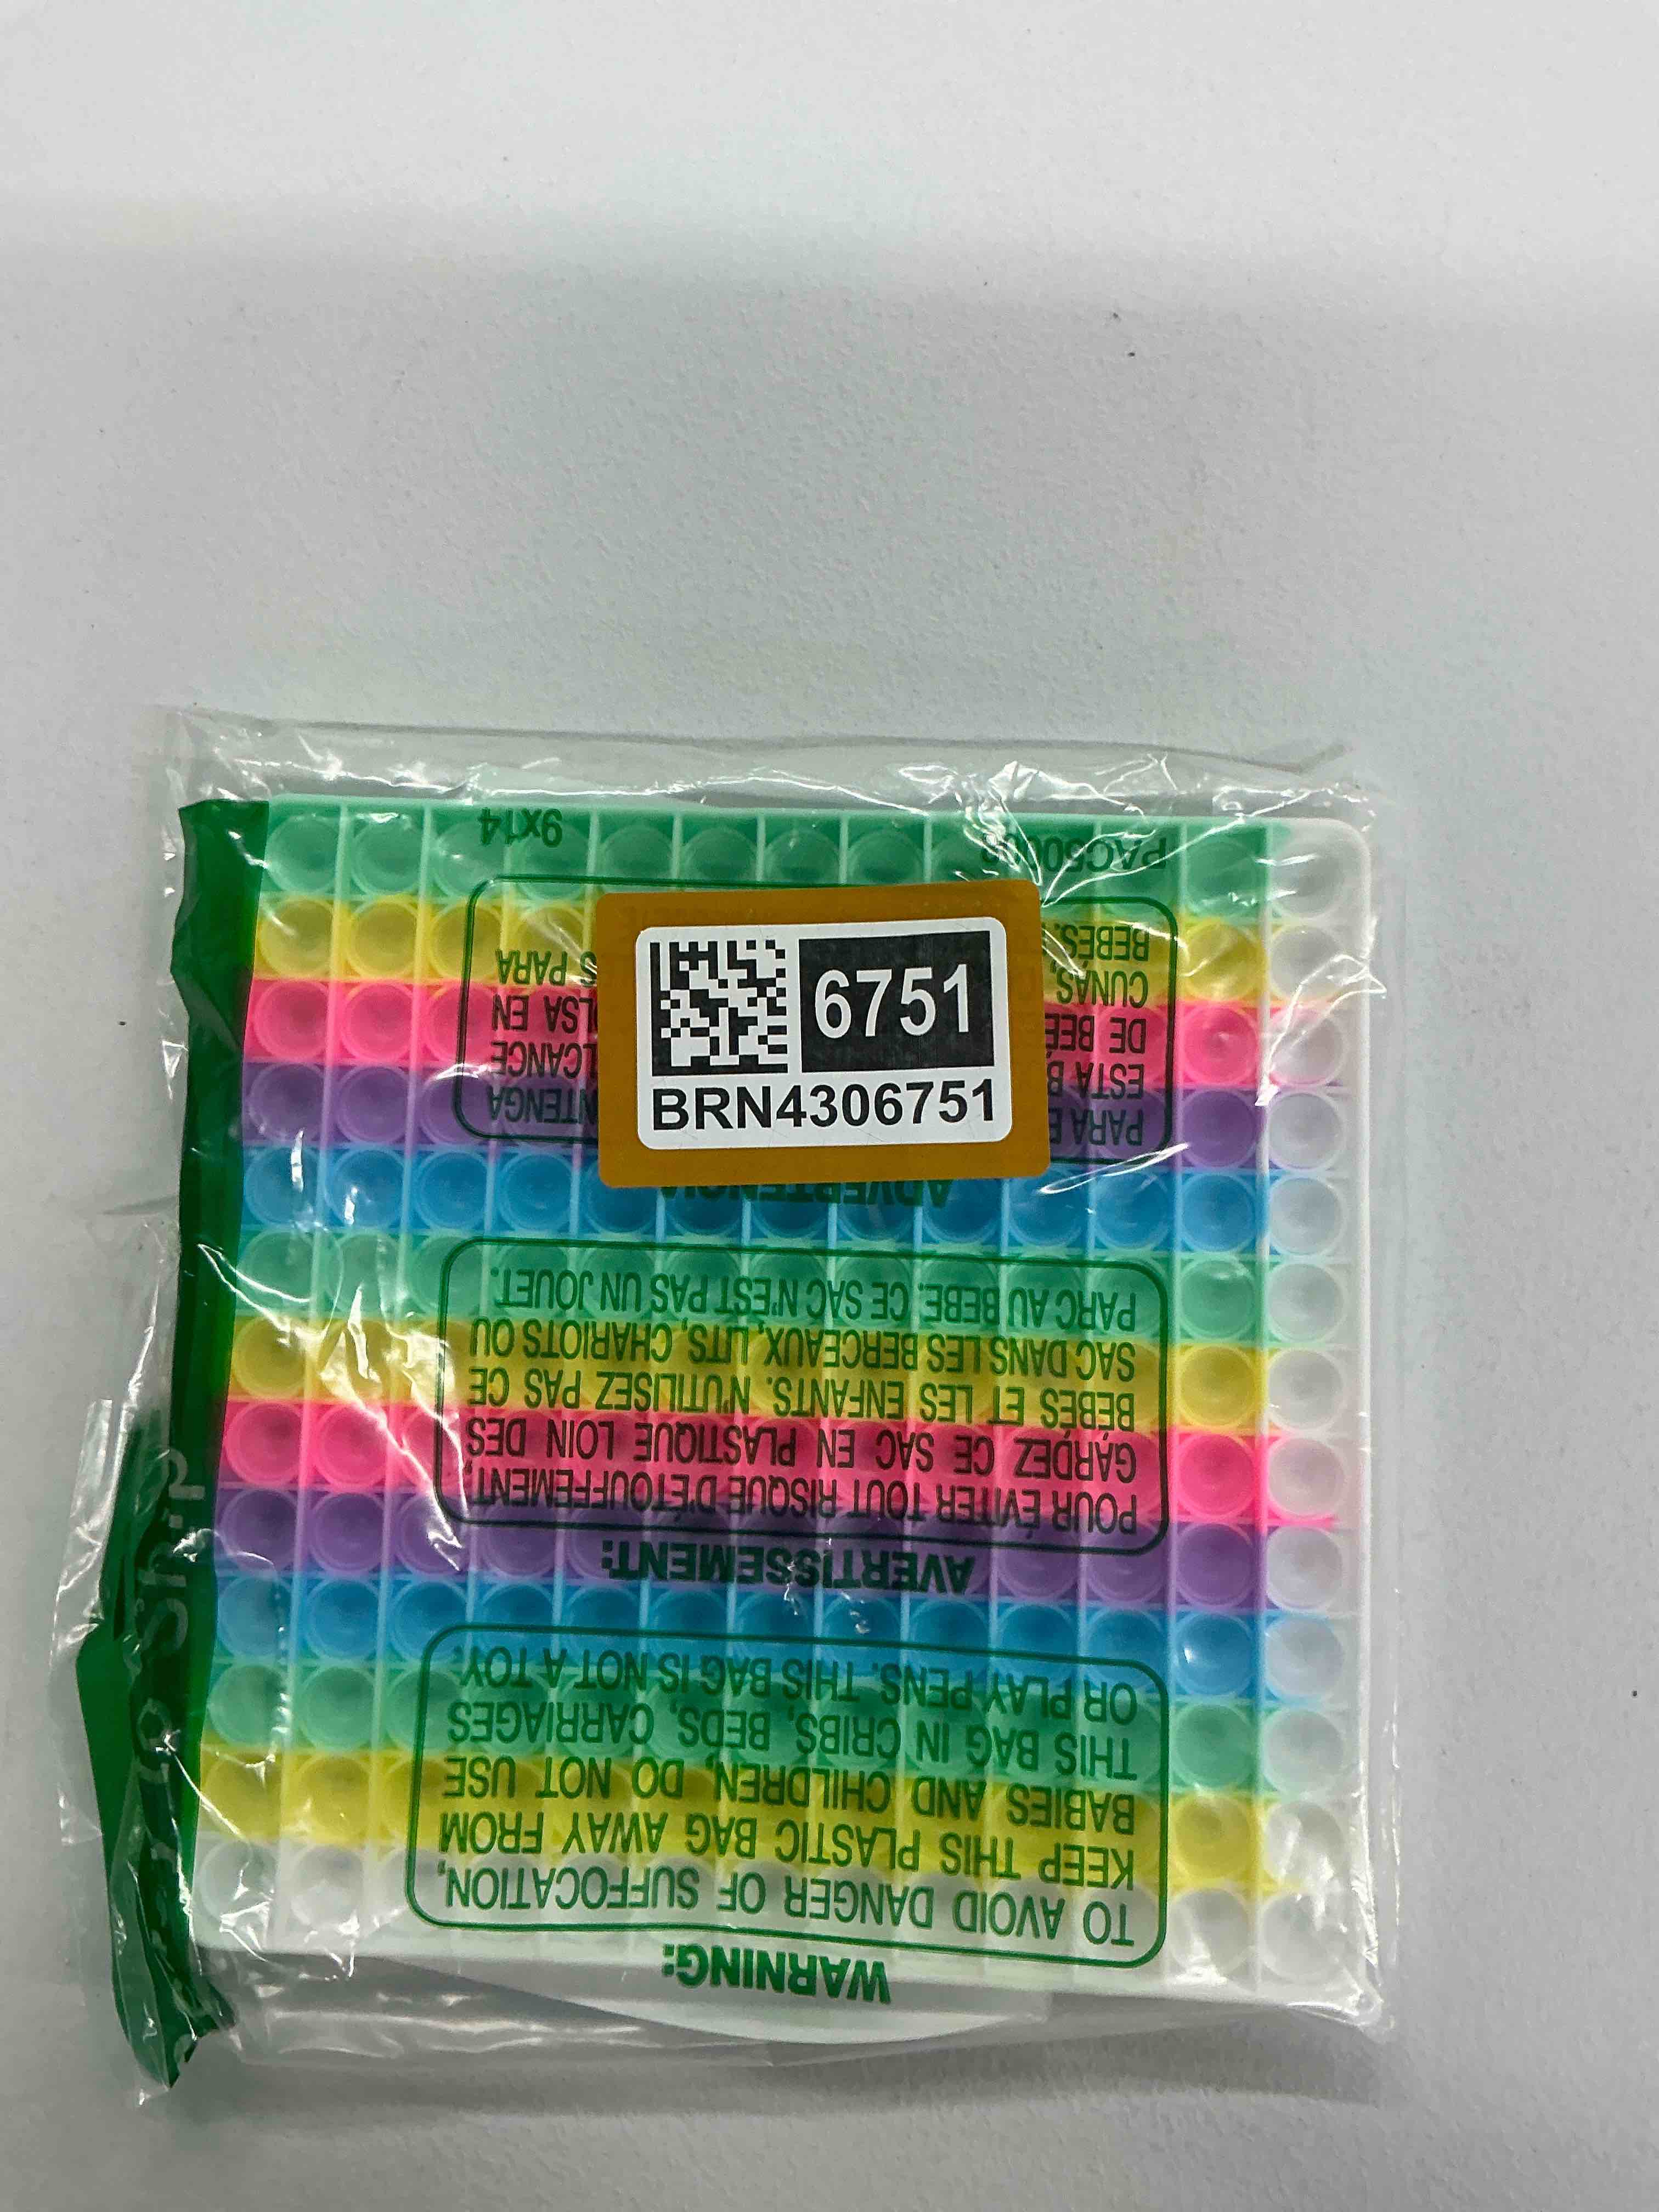 6751
BRN4306751
WARNING:
TO AVOID DANGER OF SUFFOCATION,
KEEP THIS PLASTIC BAG AWAY FROM
BABIES AND CHILDREN, DO NOT USE
THIS BAG IN CRIBS, BEDS, CARRIAGES
OR PLAY PENS. THIS BAG IS NOT A TOY.
AVERTISSEMENT:
POUR ÉVITER TOUT RISQUE D'ÉTOUFFEMENT,
GARDEZ CE SAC EN PLASTIQUE LOIN DES
BÉBÉS ET LES ENFANTS. N'UTILISEZ PAS CE
SAC DANS LES BERCEAUX, LITS, CHARIOTS OU
PARC AU BEBE. CE SAC N'EST PAS UN JOUET.
ADVERTENCIA
PARA
ESTA
DE
CUNAS,
PARA
BEBES.
9x14